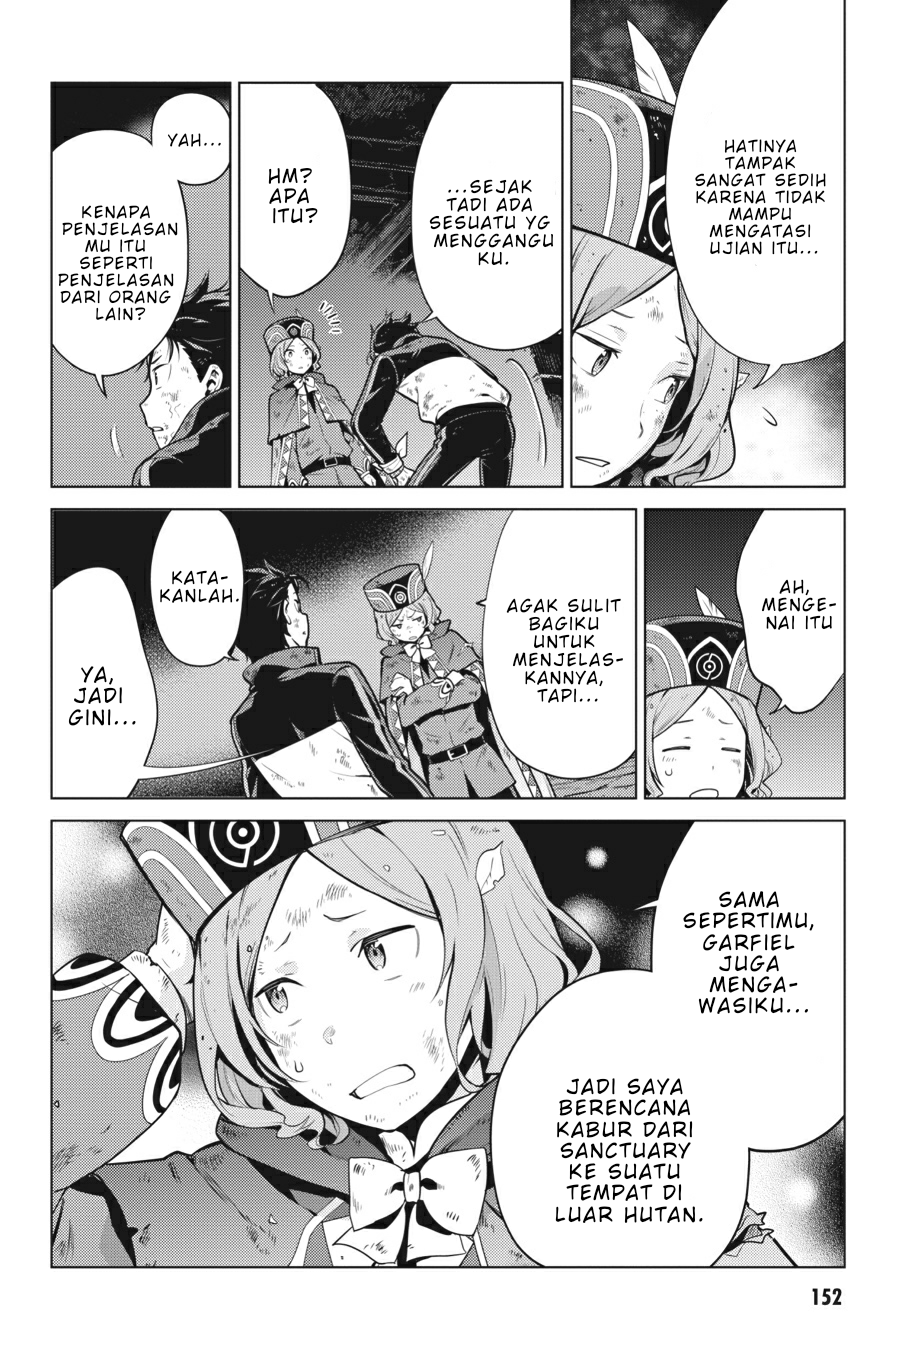 HATINYA
TAMPAK
SANGAT SEDIH
KARENA TIDAK
MAMPU
MENGATASI
UJIAN ITU...
...SEJAK
TADI ADA
SESUATU YG
MENGGANGU
KU.
HM?
APA
ITU?
YAH...
KENAPA
PENJELASAN
MU ITU
SEPERTI
PENJELASAN
DARI ORANG
LAIN?
AH,
MENGE-
NAI ITU
AGAK SULIT
BAGIKU
UNTUK
MENJELAS-
KANNYA,
TAPI...
KATA-
KANLAH.
YA,
JADI
GINI...
SAMA
SEPERTIMU,
GARFIEL
JUGA
MENGA-
WASIKU...
JADI SAYA
BERENCANA
KABUR DARI
SANCTUARY
KE SUATU
TEMPAT DI
LUAR HUTAN.
152